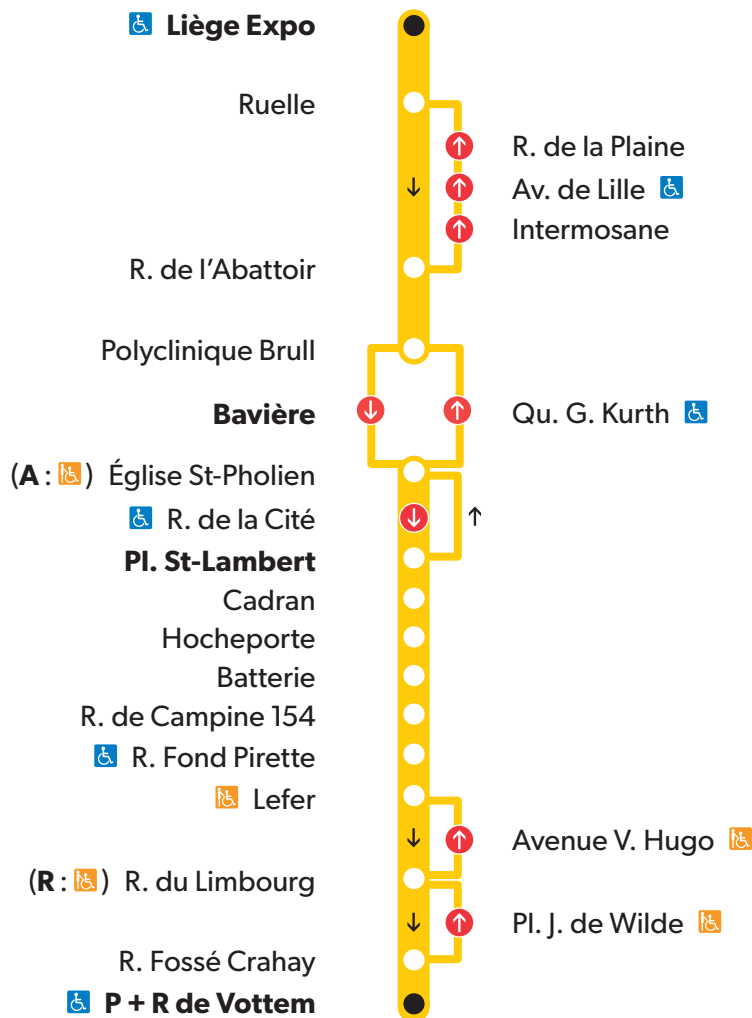 Liège Expo
Ruelle
R. de la Plaine
Av. de Lille
Intermosane
R. de l'Abattoir
Polyclinique Brull
Bavière
Qu. G. Kurth
(A : ) Église St-Pholien
R. de la Cité
Pl. St-Lambert
Cadran
Hocheporte
Batterie
R. de Campine 154
R. Fond Pirette
Lefer
Avenue V. Hugo
(R : ) R. du Limbourg
Pl. J. de Wilde
R. Fossé Crahay
P + R de Vottem